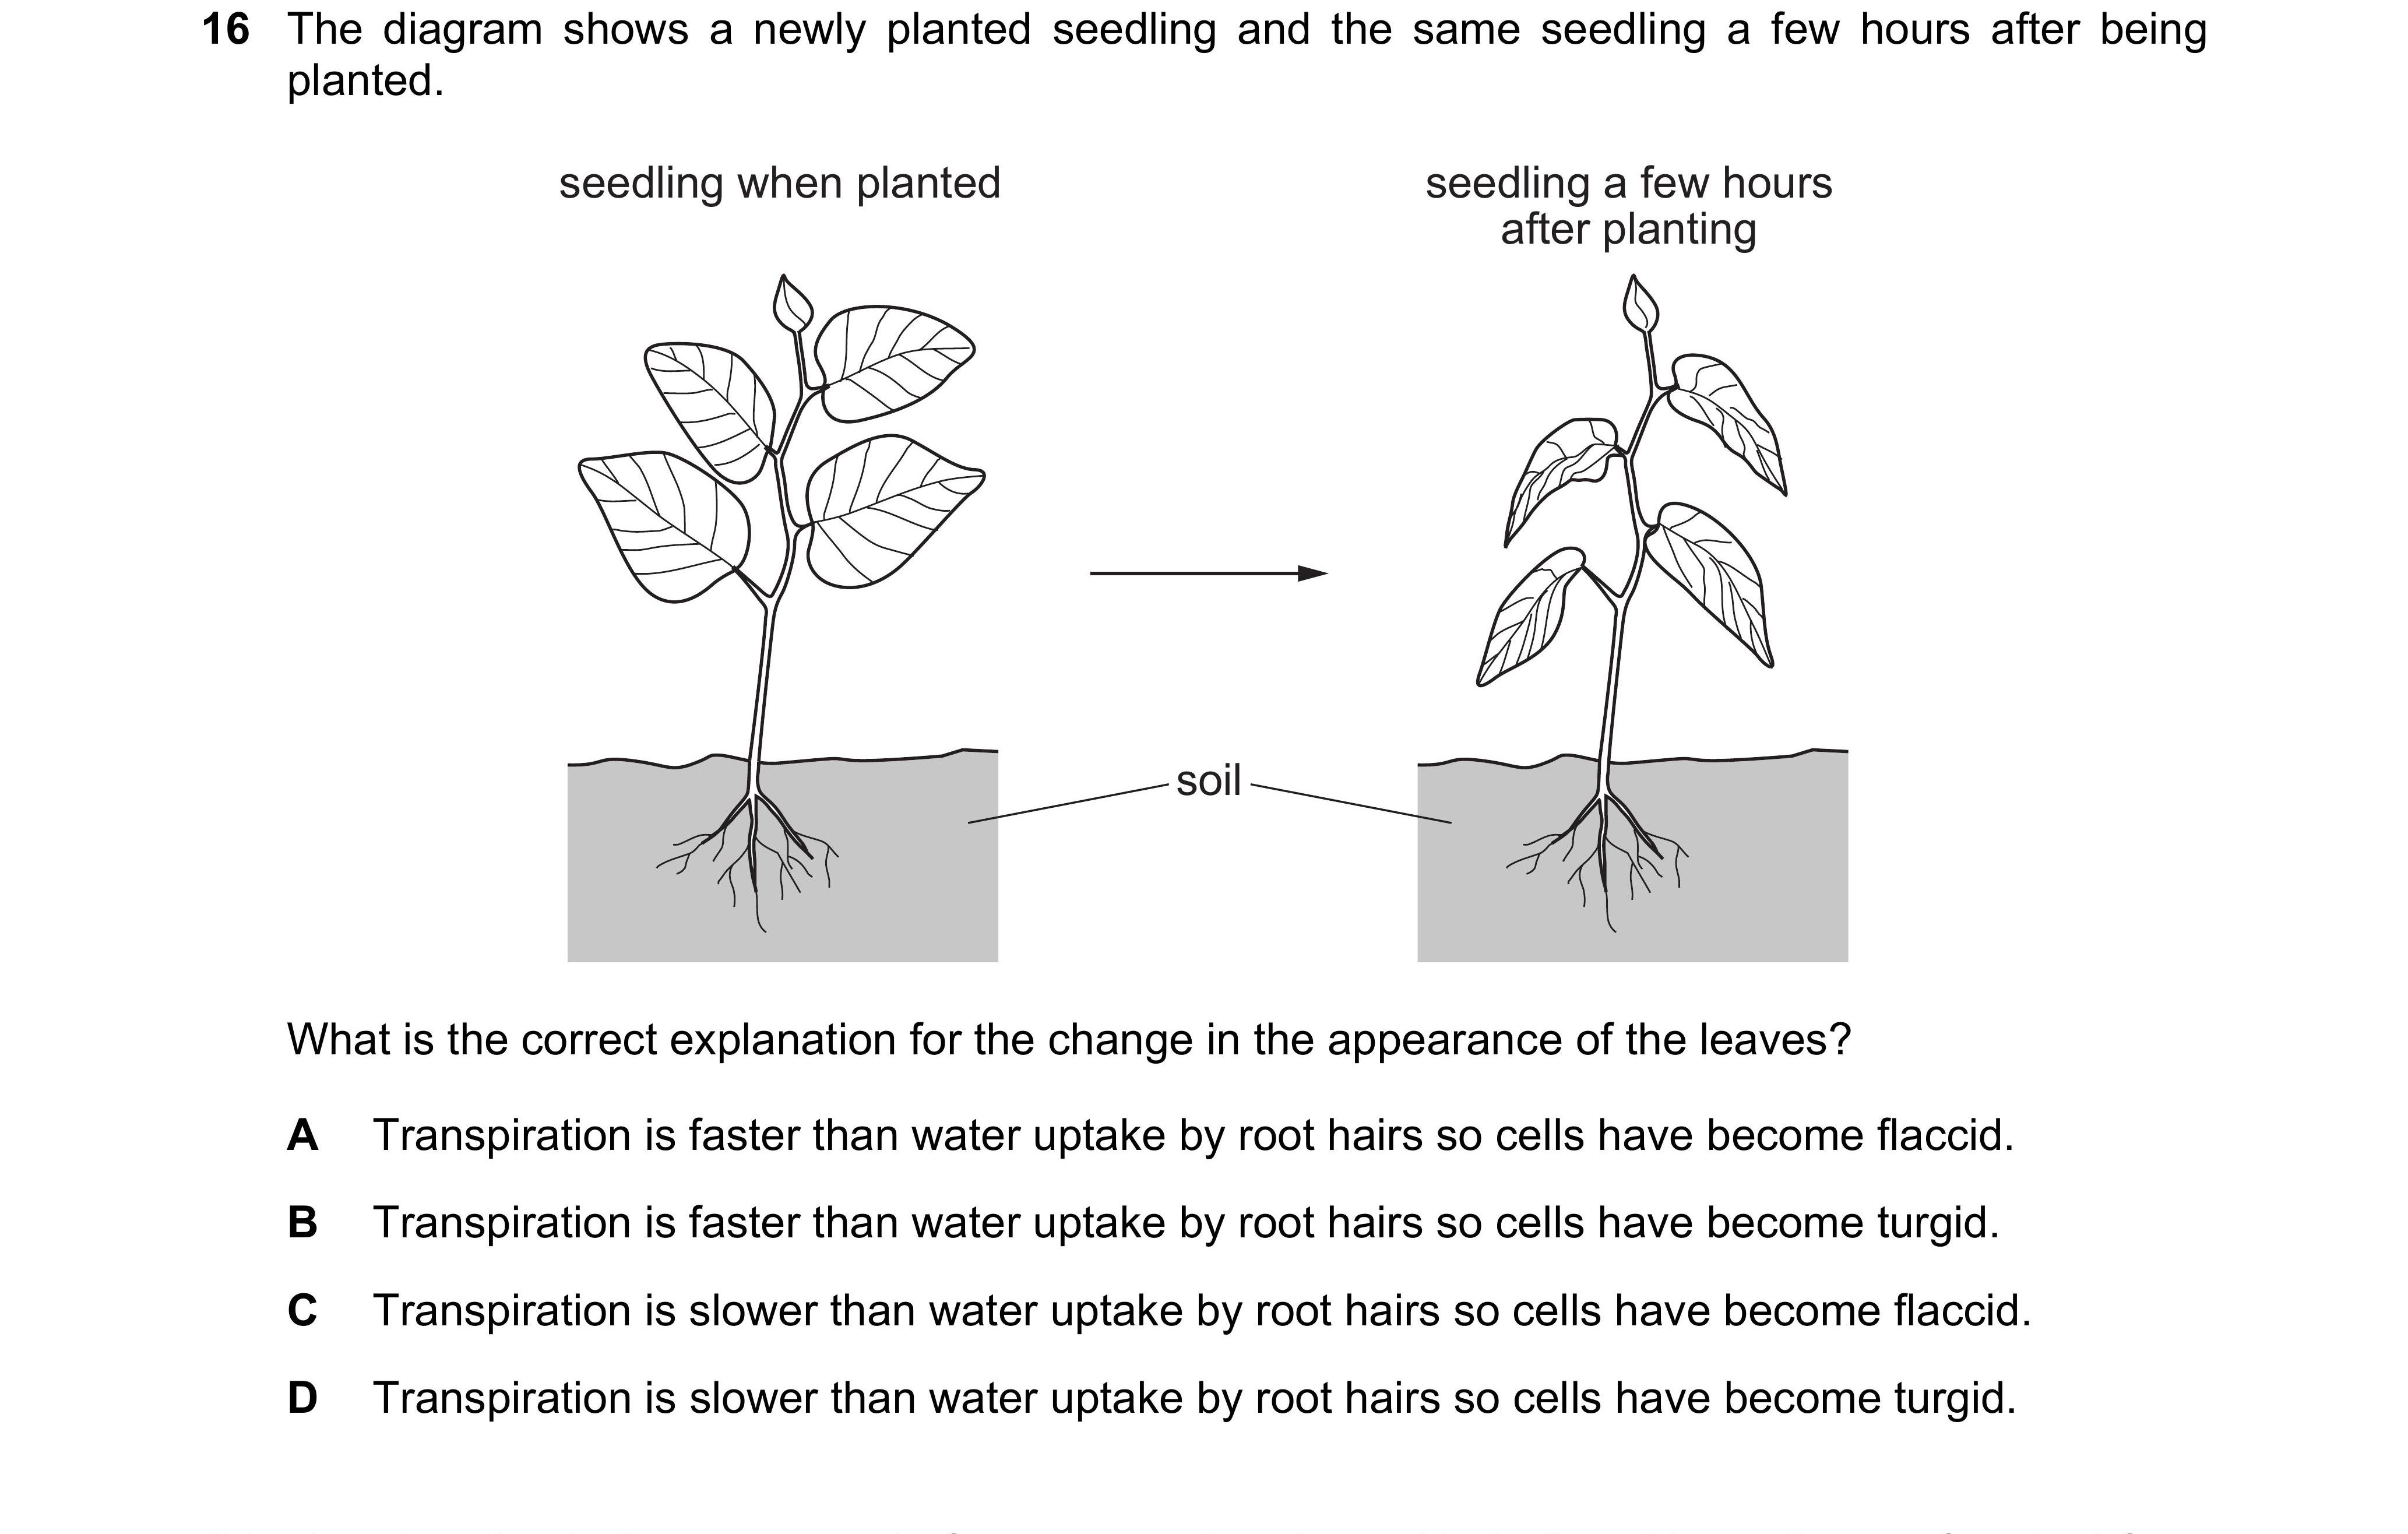 16 The diagram shows a newly planted seedling and the same seedling a few hours after being
planted.
seedling when planted
seedling a few hours
after planting
soil
What is the correct explanation for the change in the appearance of the leaves?
A Transpiration is faster than water uptake by root hairs so cells have become flaccid.
B Transpiration is faster than water uptake by root hairs so cells have become turgid.
C Transpiration is slower than water uptake by root hairs so cells have become flaccid.
D Transpiration is slower than water uptake by root hairs so cells have become turgid.